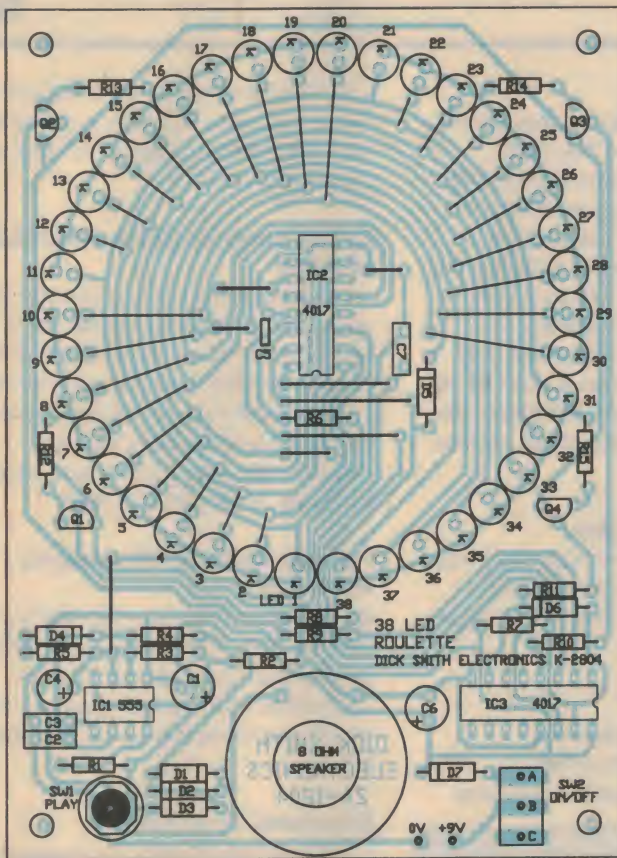 19 20 21
18 22
17 23
16 24
R13 R14
15 25
Q2 Q3
14 26
13 27
12 28
11 29
IC2
4017
10 30
C7
9 31
D5
8 32
R6
7 33
R12 R13
6 34
5 35
Q1 Q4
4 36
3 37
2 38
LED 1
R11
D6
R8
R9
38 LED
ROULETTE
R7
DICK SMITH ELECTRONICS K-2804
R10
D4 R4
R5 R3
R2
C4 C1 C6
IC1 555
IC3 4017
C3
C2
8 OHM
SPEAKER
R1
D1
D2
D3
D7
SW1
PLAY
A
B
C
SW2
ON/OFF
0V +9V